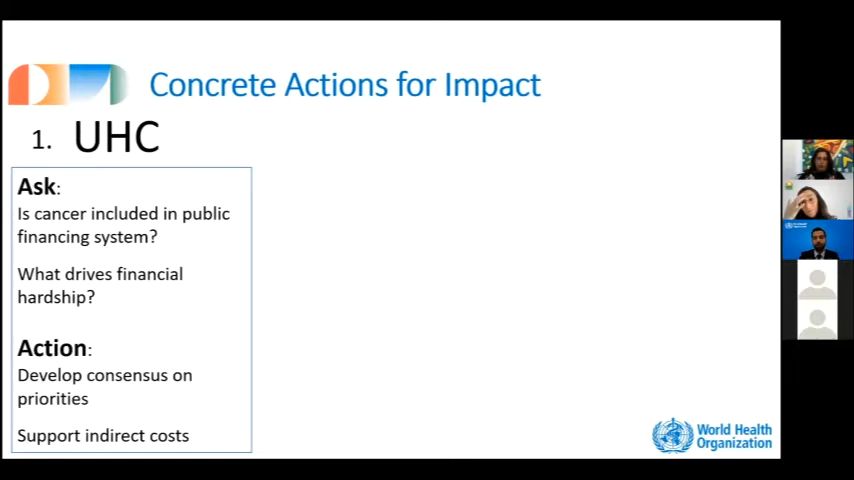 Concrete Actions for Impact
1. UHC
Ask:
Is cancer included in public
financing system?
What drives financial
hardship?
Action:
Develop consensus on
priorities
Support indirect costs
World Health
Organization